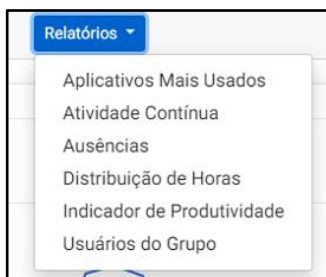 Relatórios
Aplicativos Mais Usados
Atividade Contínua
Ausências
Distribuição de Horas
Indicador de Produtividade
Usuários do Grupo